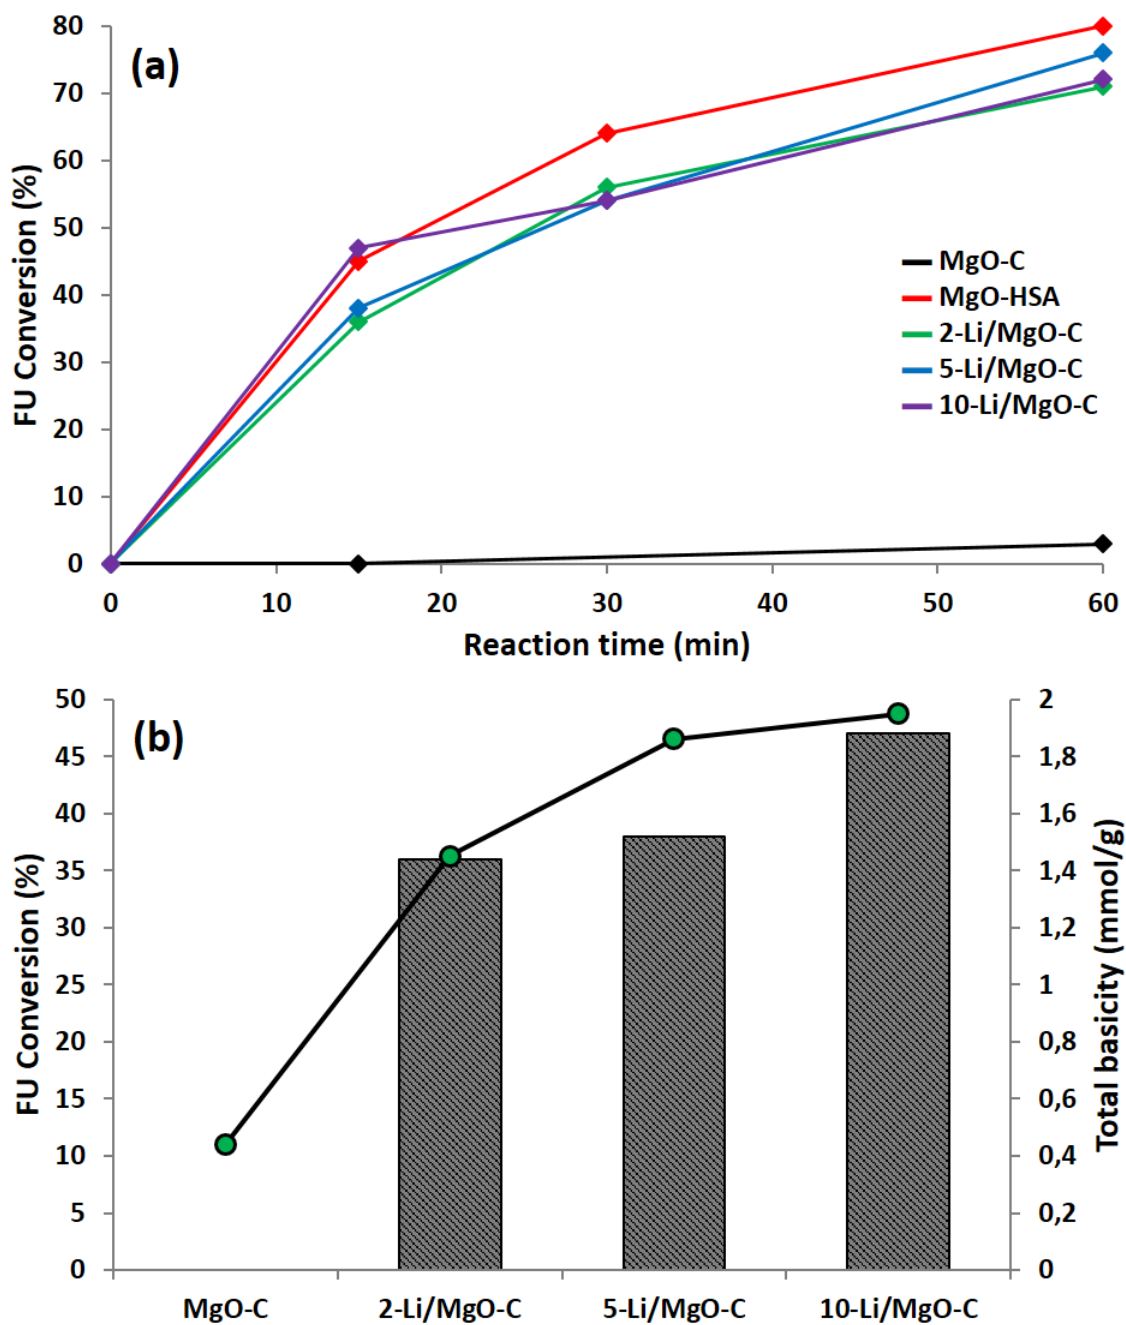 (a)
FU Conversion (%)
80
70
60
50
40
30
20
10
0
MgO-C
MgO-HSA
2-Li/MgO-C
5-Li/MgO-C
10-Li/MgO-C
0 10 20 30 40 50 60
Reaction time (min)
(b)
FU Conversion (%)
50
45
40
35
30
25
20
15
10
5
0
2
1,8
1,6
1,4
1,2
1
0,8
0,6
0,4
0,2
0
Total basicity (mmol/g)
MgO-C 2-Li/MgO-C 5-Li/MgO-C 10-Li/MgO-C